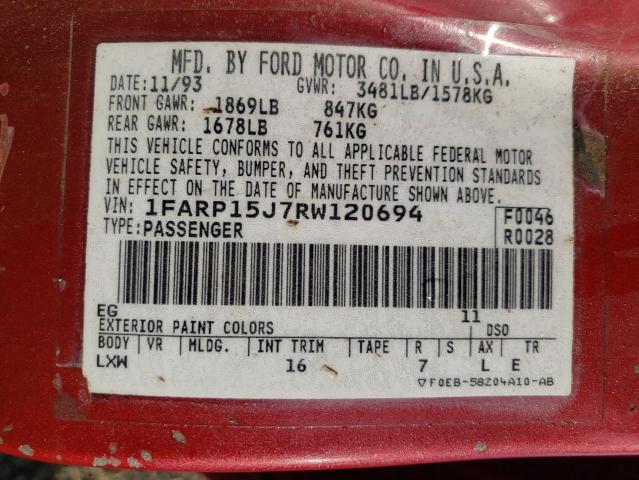 MFD. BY FORD MOTOR CO. IN U.S.A.
DATE: 11/93 GVWR: 3481LB/1578KG
FRONT GAWR: 1869LB 847KG
REAR GAWR: 1678LB 761KG
THIS VEHICLE CONFORMS TO ALL APPLICABLE FEDERAL MOTOR
VEHICLE SAFETY, BUMPER, AND THEFT PREVENTION STANDARDS
IN EFFECT ON THE DATE OF MANUFACTURE SHOWN ABOVE.
VIN: 1FARP15J7RW120694 F0046
TYPE: PASSENGER R0028
EG 11
EXTERIOR PAINT COLORS DSO
BODY VR MLDG. INT TRIM TAPE R S AX TR
LXW 16 7 L E
▽F0EB-58204A10-AB